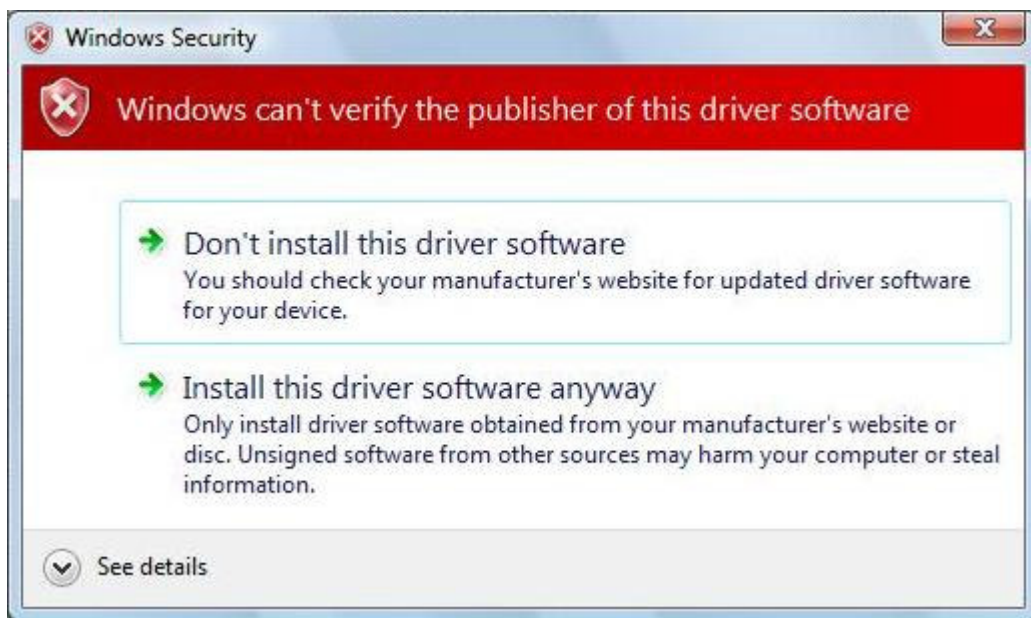 Windows Security
Windows can't verify the publisher of this driver software
Don't install this driver software
You should check your manufacturer's website for updated driver software
for your device.
Install this driver software anyway
Only install driver software obtained from your manufacturer's website or
disc. Unsigned software from other sources may harm your computer or steal
information.
See details